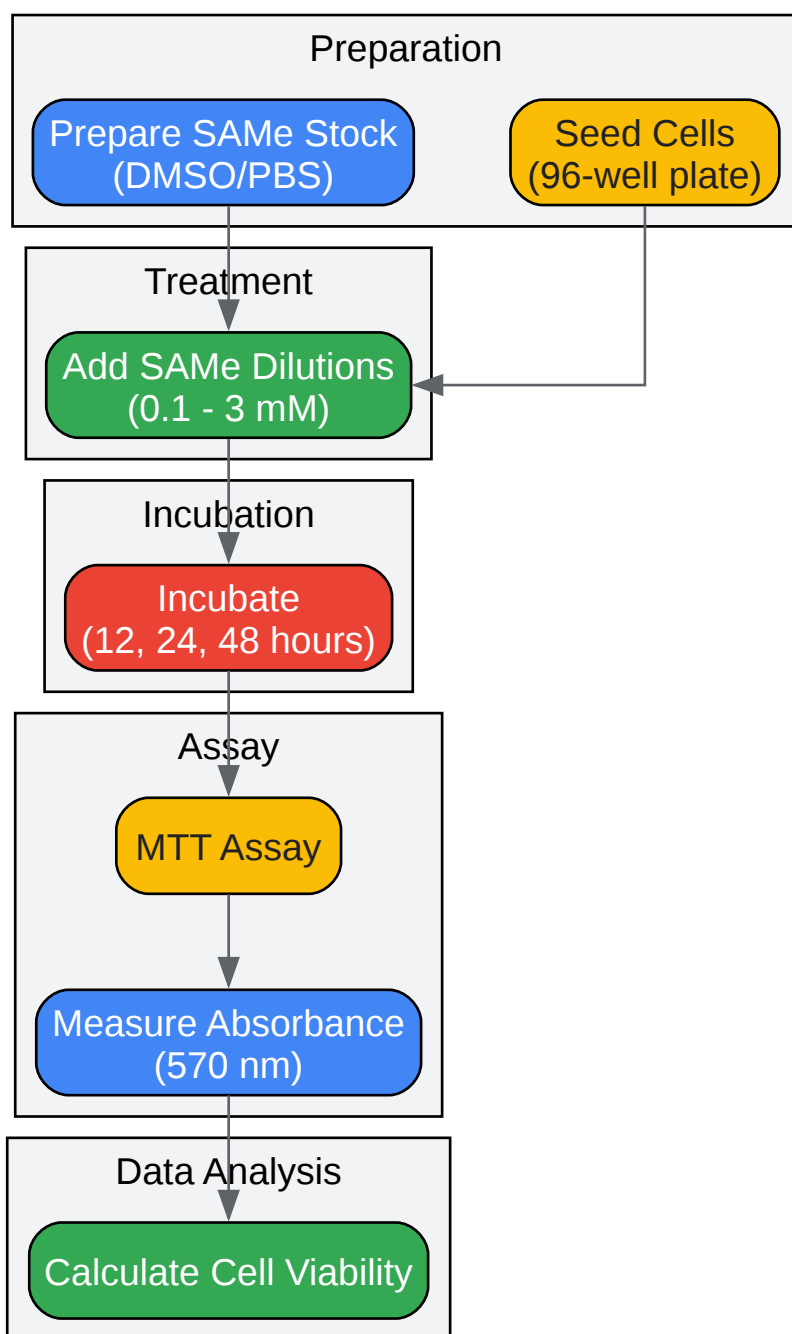 Preparation
Prepare SAMe Stock
(DMSO/PBS)
Seed Cells
(96-well plate)
Treatment
Add SAMe Dilutions
(0.1 - 3 mM)
Incubation
Incubate
(12, 24, 48 hours)
Assay
MTT Assay
Measure Absorbance
(570 nm)
Data Analysis
Calculate Cell Viability